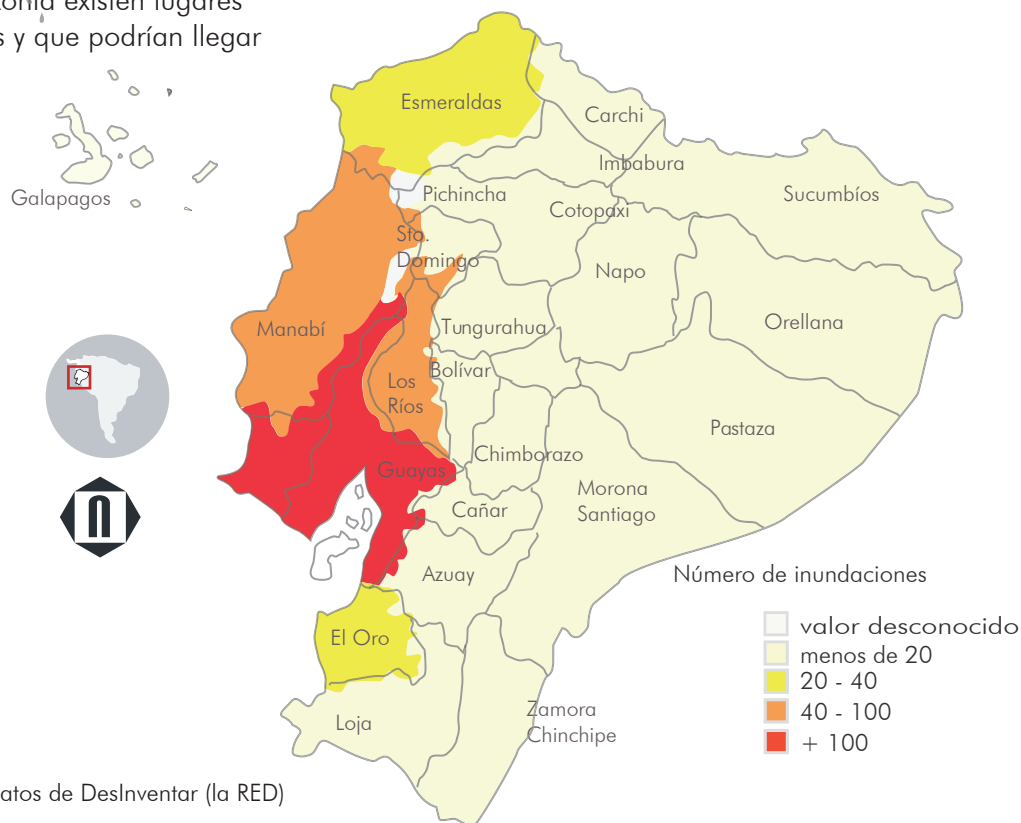 existen lugares
s y que podrían llegar
Esmeraldas
Carchi
Imbabura
Galapagos
Pichincha
Cotopaxi
Sucumbíos
Sto.
Domingo
Napo
Manabí
Tungurahua
Orellana
Bolívar
Los
Ríos
Pastaza
Guayas
Chimborazo
Morona
Santiago
Cañar
Azuay
Número de inundaciones
El Oro
valor desconocido
menos de 20
20 - 40
40 - 100
+ 100
Loja
Zamora
Chinchipe
atos de DesInventar (la RED)